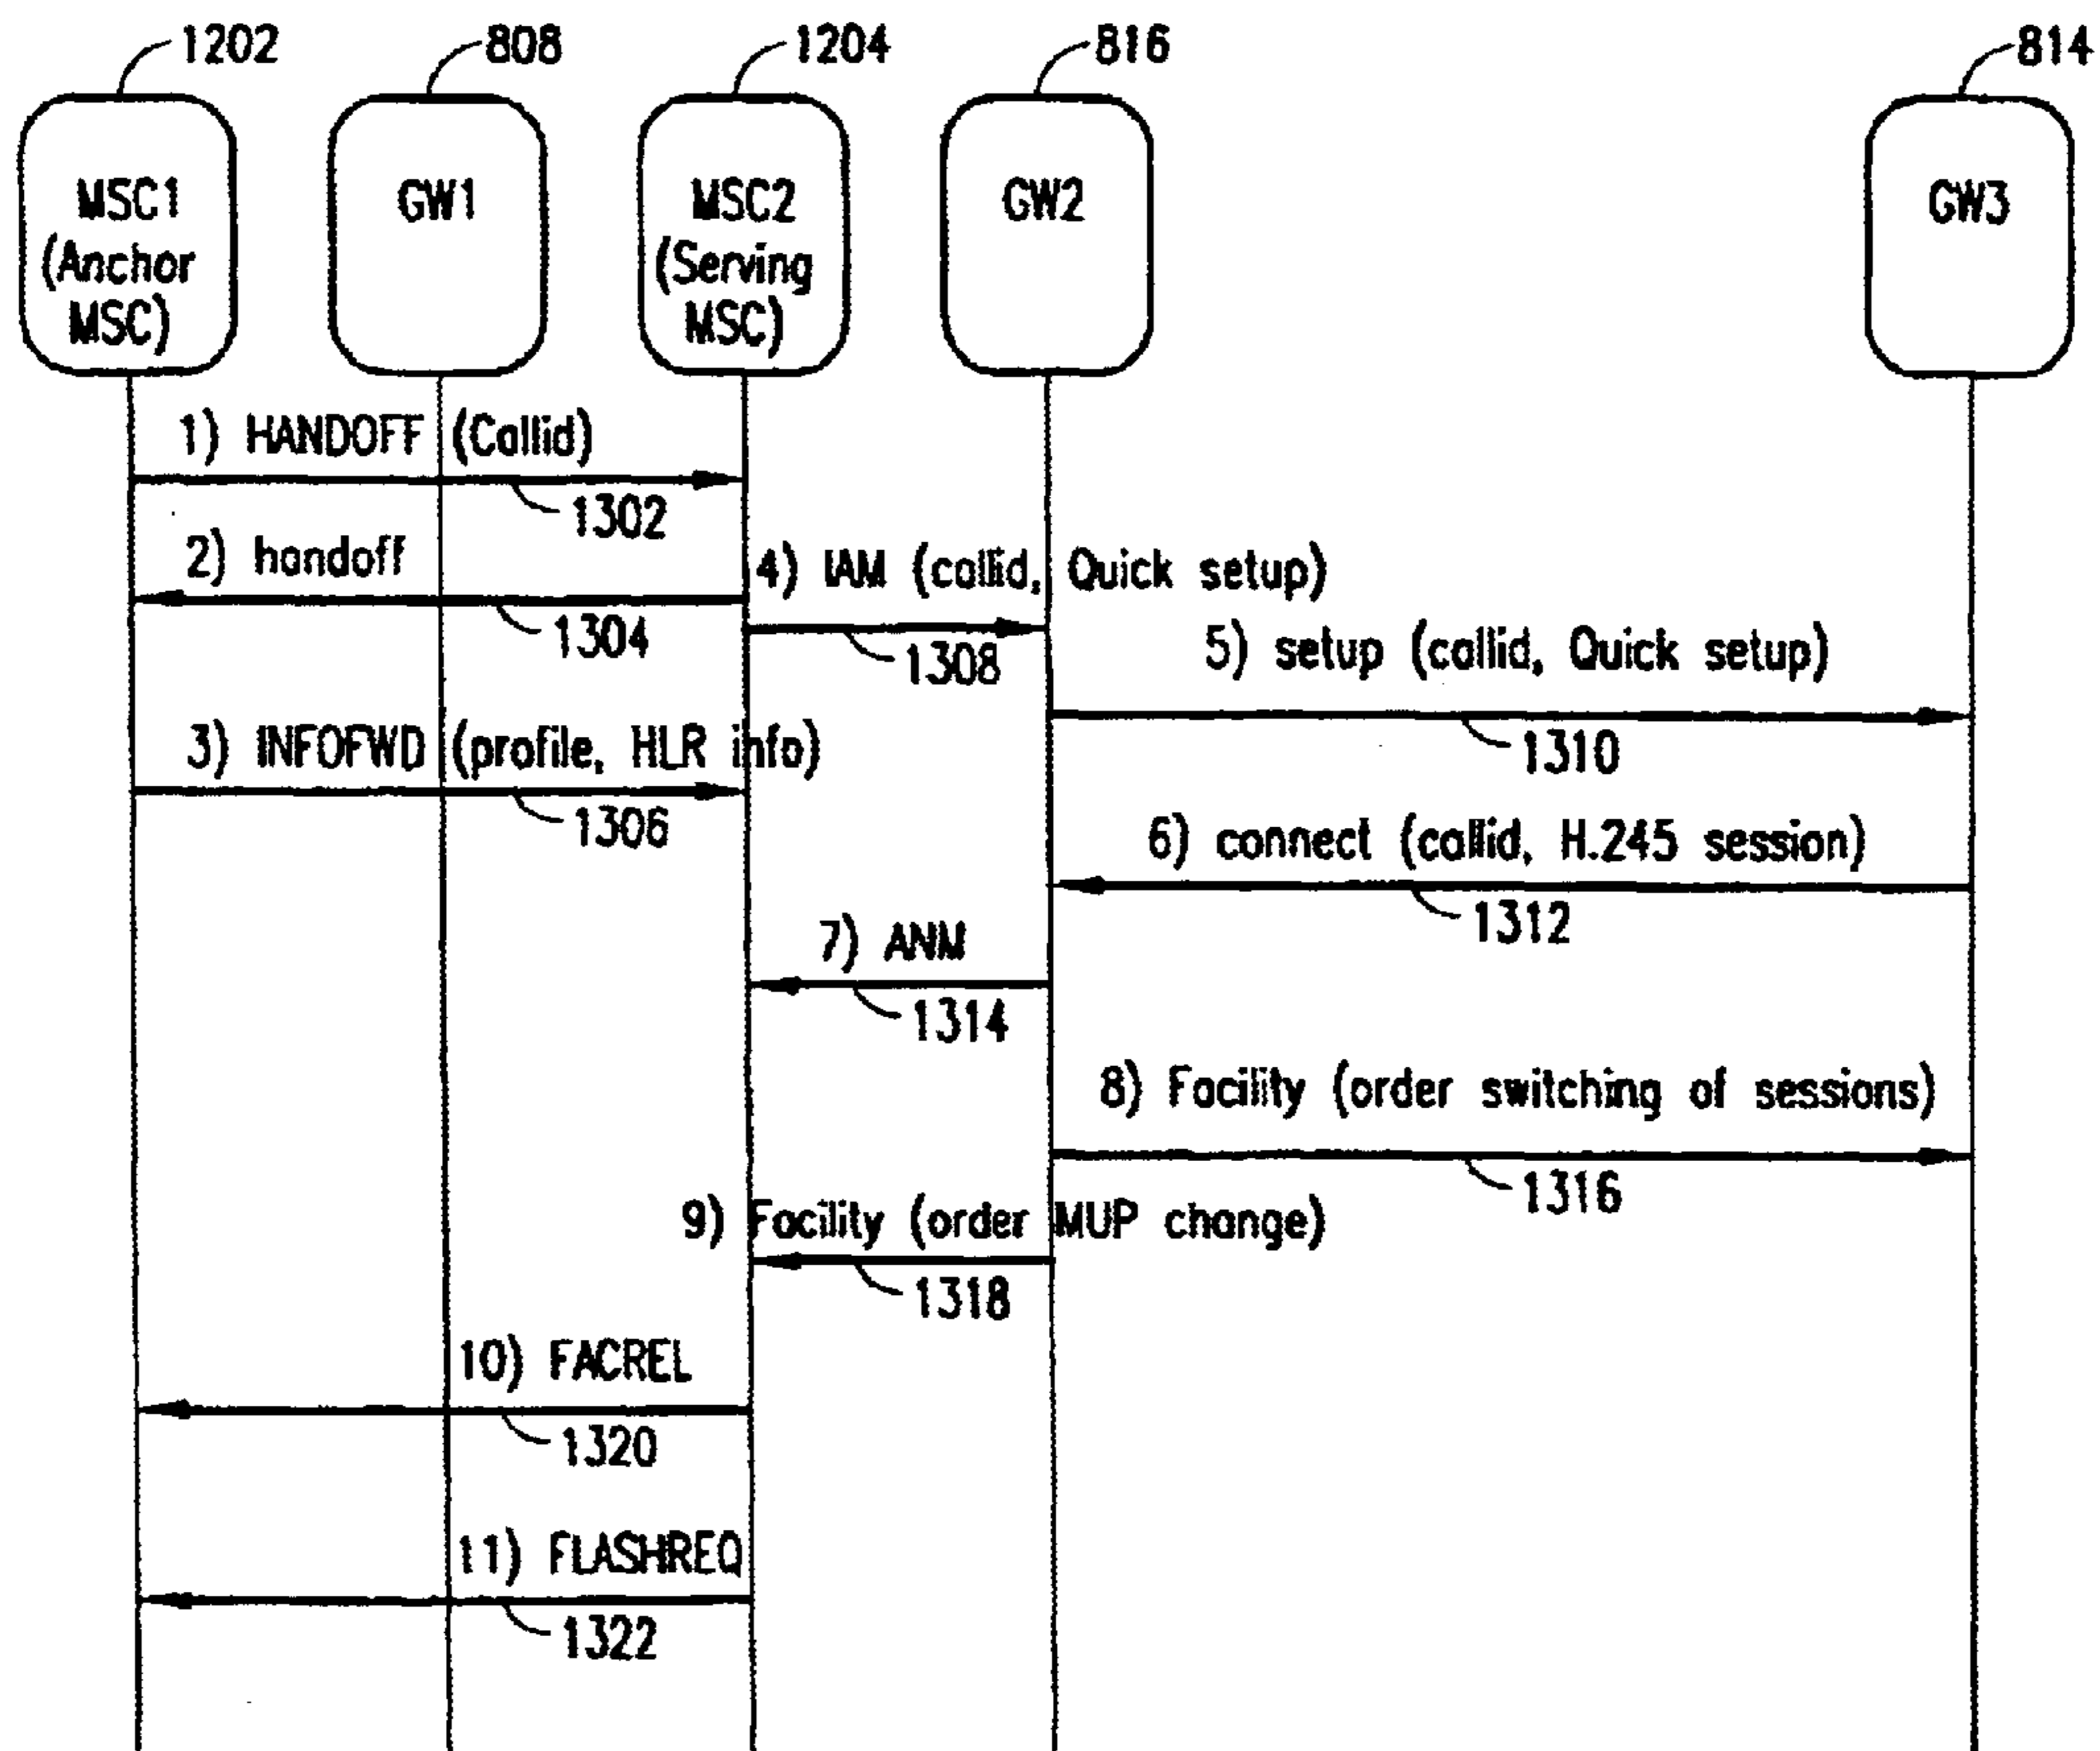 1202
808
1204
816
814
MSC1
(Anchor
MSC)
GW1
MSC2
(Serving
MSC)
GW2
GW3
1) HANDOFF (Callid)
1302
2) handoff
1304
4) IAM (callid, Quick setup)
1308
5) setup (callid, Quick setup)
1310
3) INFOFWD (profile, HLR info)
1306
6) connect (callid, H.245 session)
1312
7) ANM
1314
8) Facility (order switching of sessions)
1316
9) Facility (order MUP change)
1318
10) FACREL
1320
11) FLASHREQ
1322